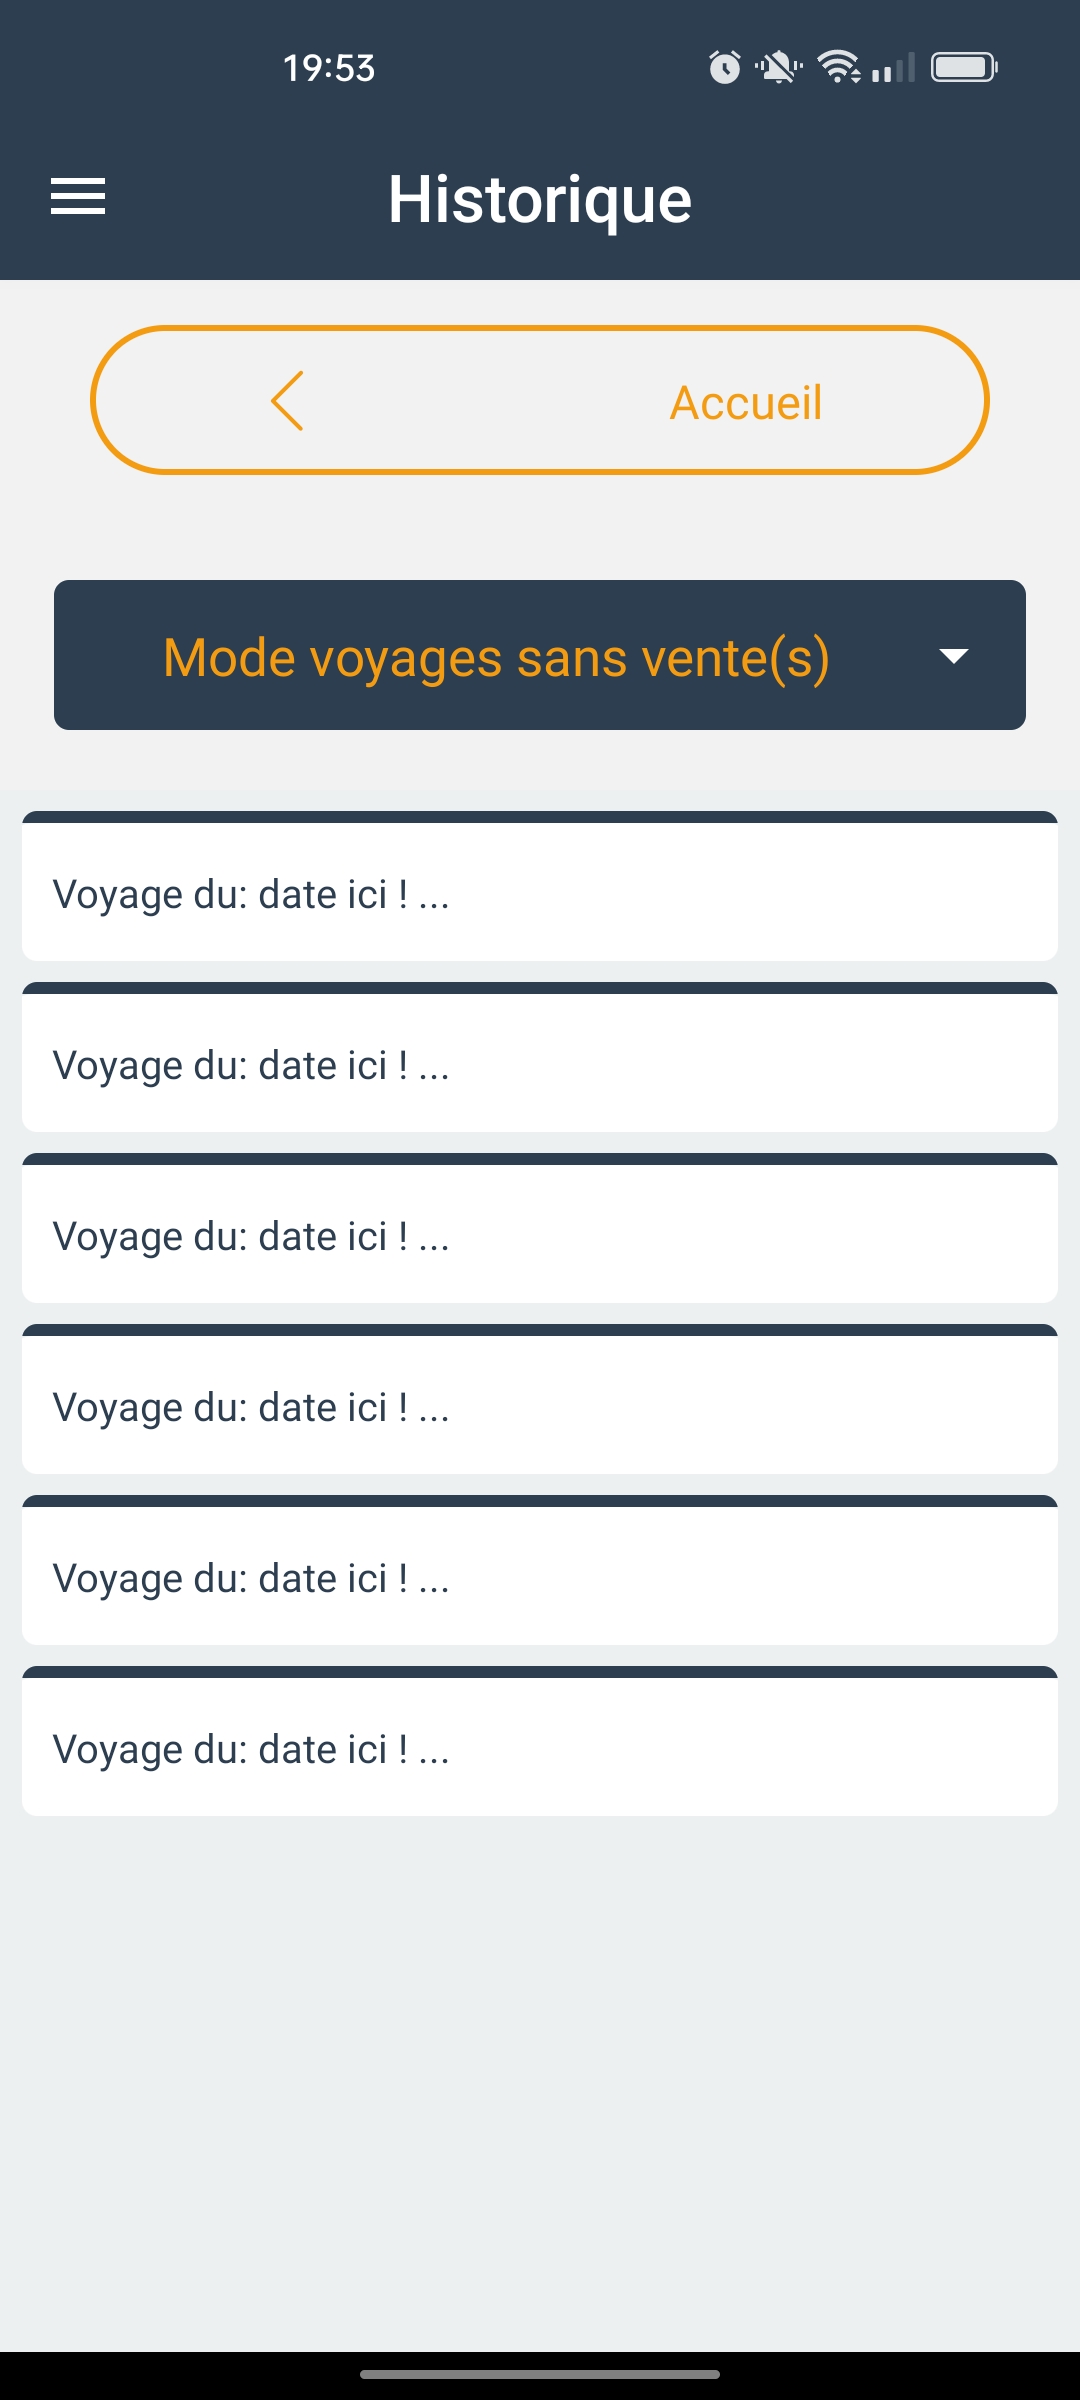 19:53
Historique
Accueil
Mode voyages sans vente(s)
Voyage du: date ici ! ...
Voyage du: date ici ! ...
Voyage du: date ici ! ...
Voyage du: date ici ! ...
Voyage du: date ici ! ...
Voyage du: date ici ! ...